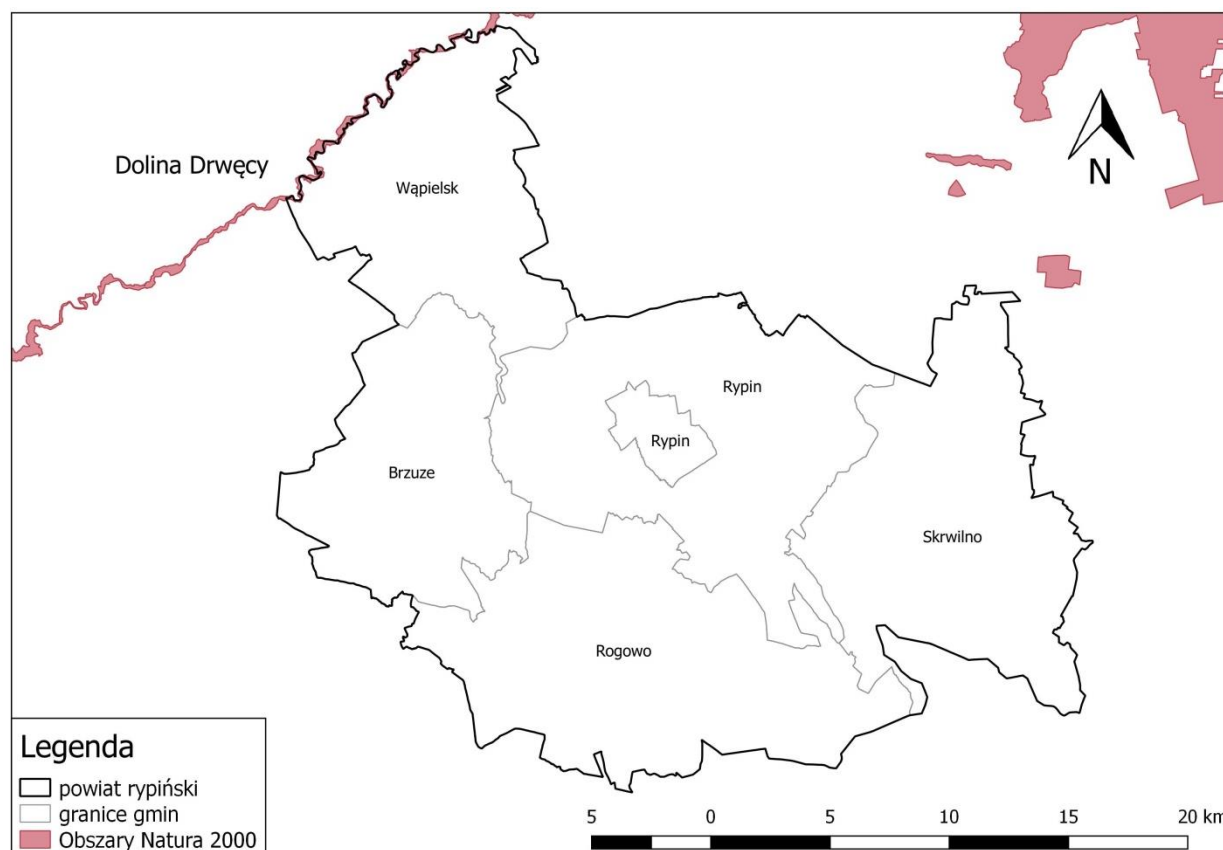 Dolina Drwęcy
Wąpielsk
N
Rypin
Rypin
Brzuze
Skrwilno
Rogowo
Legenda
powiat rypiński
granice gmin
Obszary Natura 2000
5 0 5 10 15 20 km